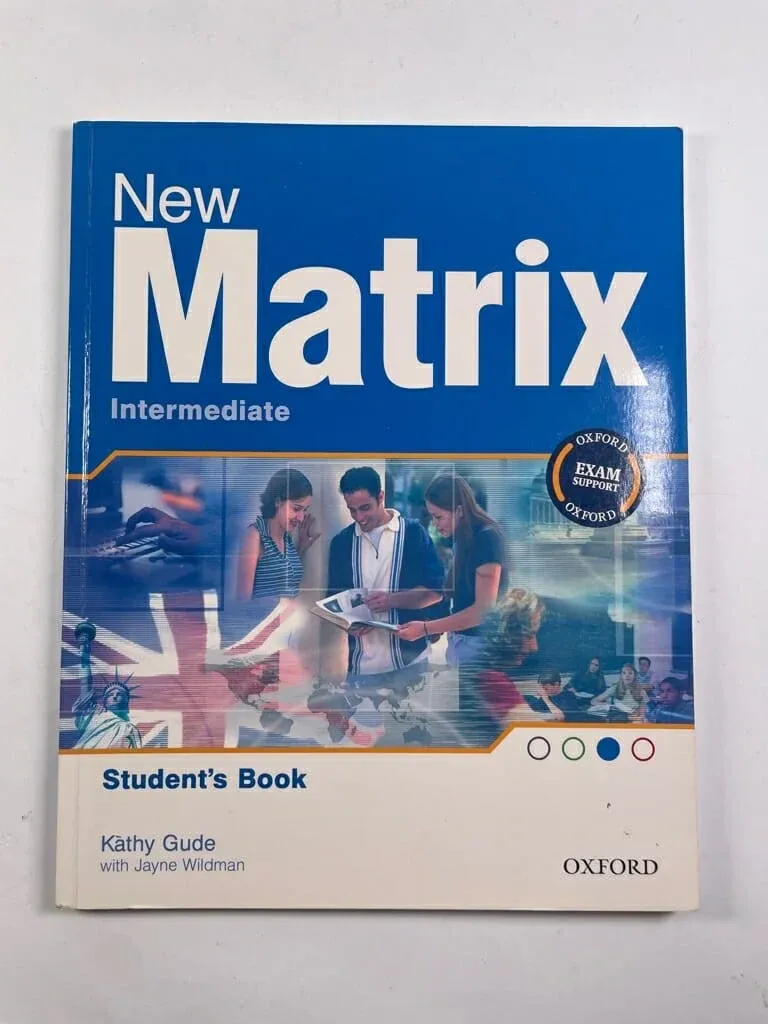 New
Matrix
Intermediate
OXFORD
EXAM
SUPPORT
OXFORD
Student's Book
Kathy Gude
with Jayne Wildman
OXFORD